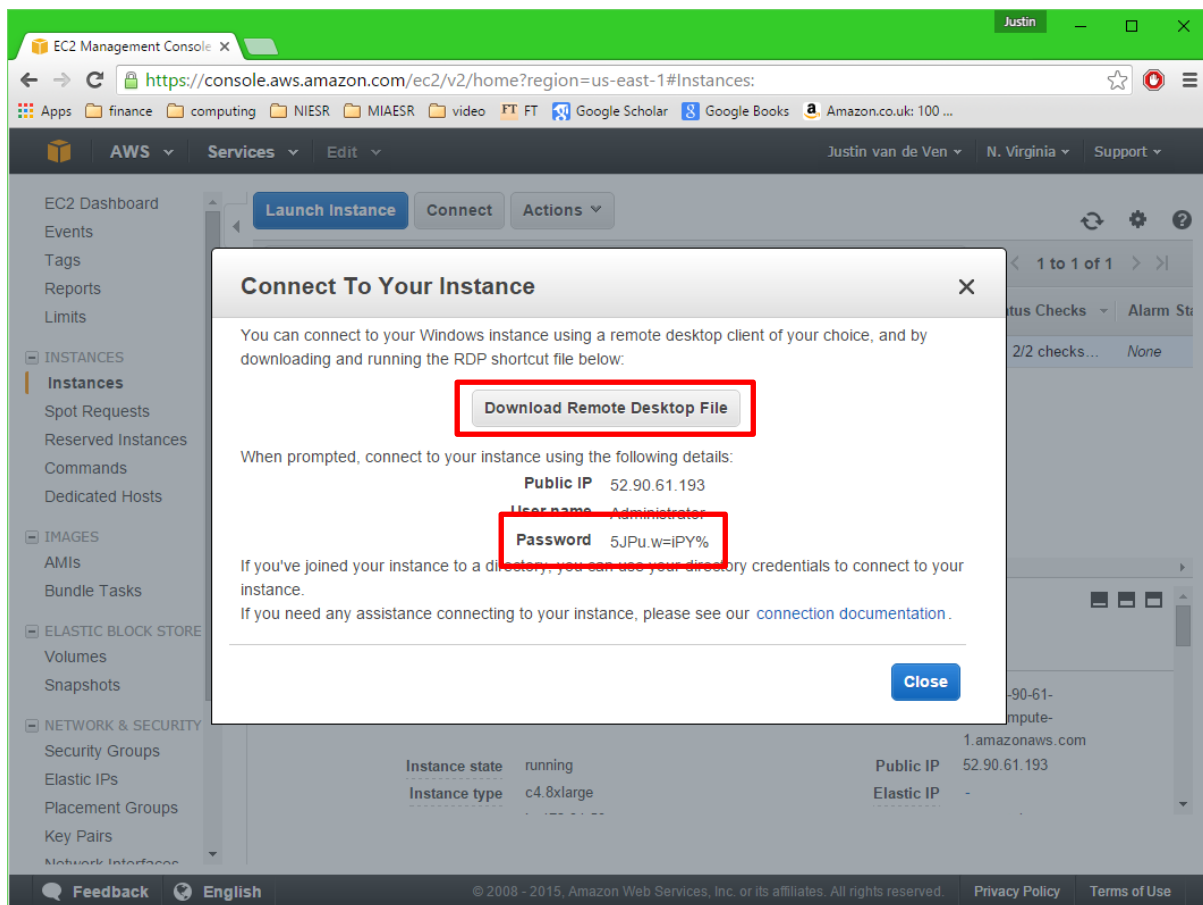 Justin
EC2 Management Console
https://console.aws.amazon.com/ec2/v2/home?region=us-east-1#Instances:
Apps finance computing NIESR MIAESR video FT FT Google Scholar Google Books Amazon.co.uk: 100 ...
AWS Services Edit Justin van de Ven N. Virginia Support
EC2 Dashboard
Events
Tags
Reports
Limits
INSTANCES
Instances
Spot Requests
Reserved Instances
Commands
Dedicated Hosts
IMAGES
AMIs
Bundle Tasks
ELASTIC BLOCK STORE
Volumes
Snapshots
NETWORK & SECURITY
Security Groups
Elastic IPs
Placement Groups
Key Pairs
Network Interfaces
Launch Instance Connect Actions
1 to 1 of 1
Checks Alarm
2/2 checks... None
Connect To Your Instance
You can connect to your Windows instance using a remote desktop client of your choice, and by
downloading and running the RDP shortcut file below:
Download Remote Desktop File
When prompted, connect to your instance using the following details:
Public IP 52.90.61.193
User name Administrator
Password 5JPu.w=iPY%
If you've joined your instance to a directory, you can use your directory credentials to connect to your
instance.
If you need any assistance connecting to your instance, please see our connection documentation.
Close
-90-61-
mpute-
1.amazonaws.com
Instance state running Public IP 52.90.61.193
Instance type c4.8xlarge Elastic IP -
Feedback English © 2008 - 2015, Amazon Web Services, Inc. or its affiliates. All rights reserved. Privacy Policy Terms of Use